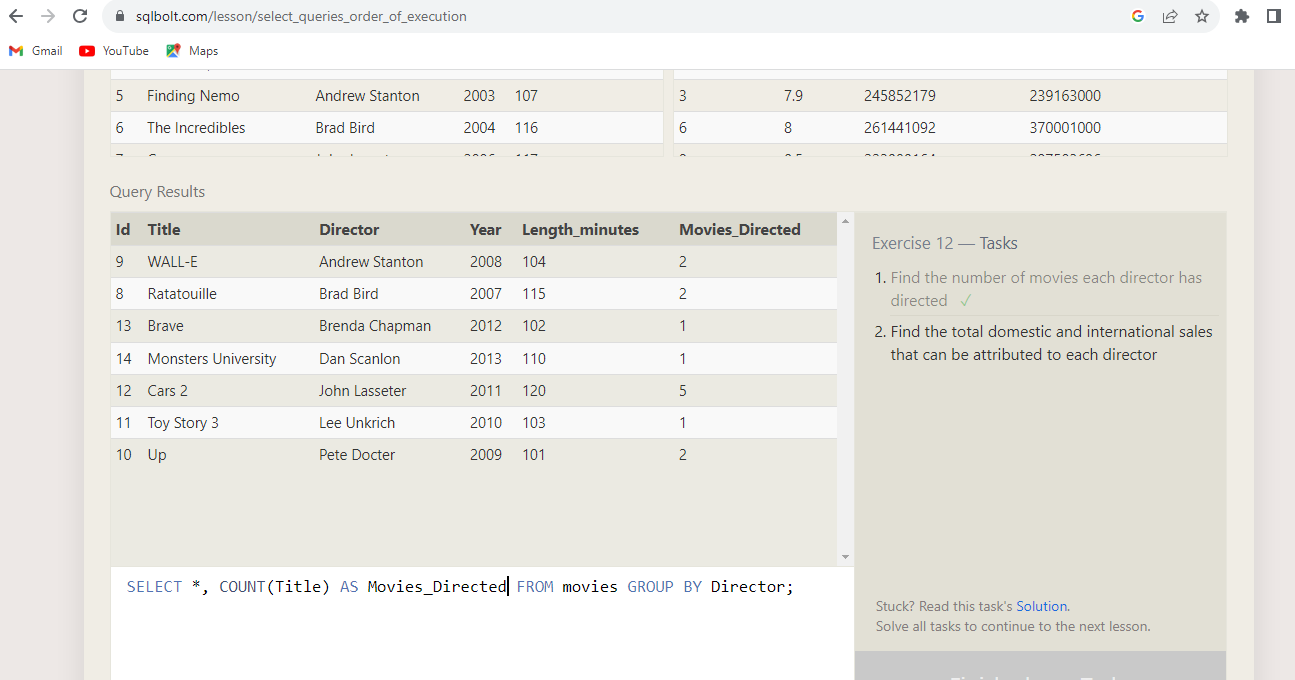 sqlbolt.com/lesson/select_queries_order_of_execution
Gmail YouTube Maps
5 Finding Nemo Andrew Stanton 2003 107 3 7.9 245852179 239163000
6 The Incredibles Brad Bird 2004 116 6 8 261441092 370001000
Query Results
Id Title Director Year Length_minutes Movies_Directed
9 WALL-E Andrew Stanton 2008 104 2
8 Ratatouille Brad Bird 2007 115 2
13 Brave Brenda Chapman 2012 102 1
14 Monsters University Dan Scanlon 2013 110 1
12 Cars 2 John Lasseter 2011 120 5
11 Toy Story 3 Lee Unkrich 2010 103 1
10 Up Pete Docter 2009 101 2
SELECT *, COUNT(Title) AS Movies_Directed FROM movies GROUP BY Director;
Exercise 12 — Tasks
1. Find the number of movies each director has
directed ✓
2. Find the total domestic and international sales
that can be attributed to each director
Stuck? Read this task's Solution.
Solve all tasks to continue to the next lesson.